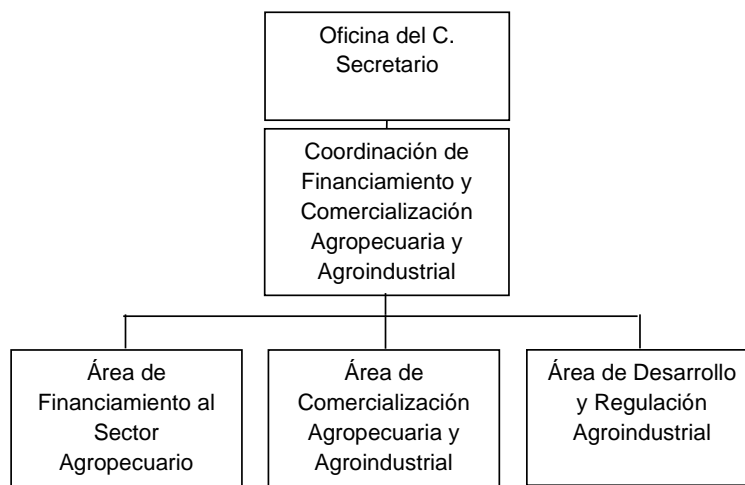 Oficina del C.
Secretario
Coordinación de
Financiamiento y
Comercialización
Agropecuaria y
Agroindustrial
Área de
Financiamiento al
Sector
Agropecuario
Área de
Comercialización
Agropecuaria y
Agroindustrial
Área de Desarrollo
y Regulación
Agroindustrial